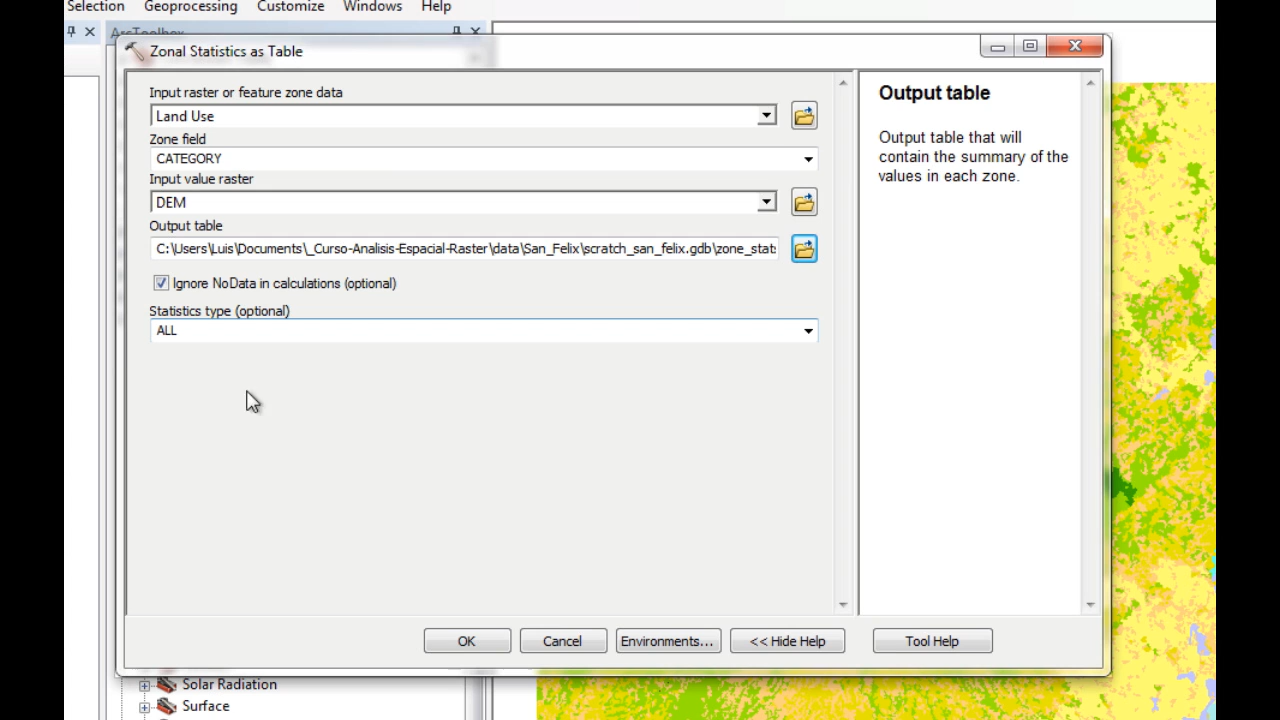 Selection Geoprocessing Customize Windows Help
ArcToolbox
Zonal Statistics as Table
Input raster or feature zone data
Land Use
Zone field
CATEGORY
Input value raster
DEM
Output table
C:\Users\Luis\Documents\_Curso-Analisis-Espacial-Raster\data\San_Felix\scratch_san_felix.gdb\zone_stat
Ignore NoData in calculations (optional)
Statistics type (optional)
ALL
Output table
Output table that will
contain the summary of the
values in each zone.
OK Cancel Environments... << Hide Help Tool Help
Solar Radiation
Surface